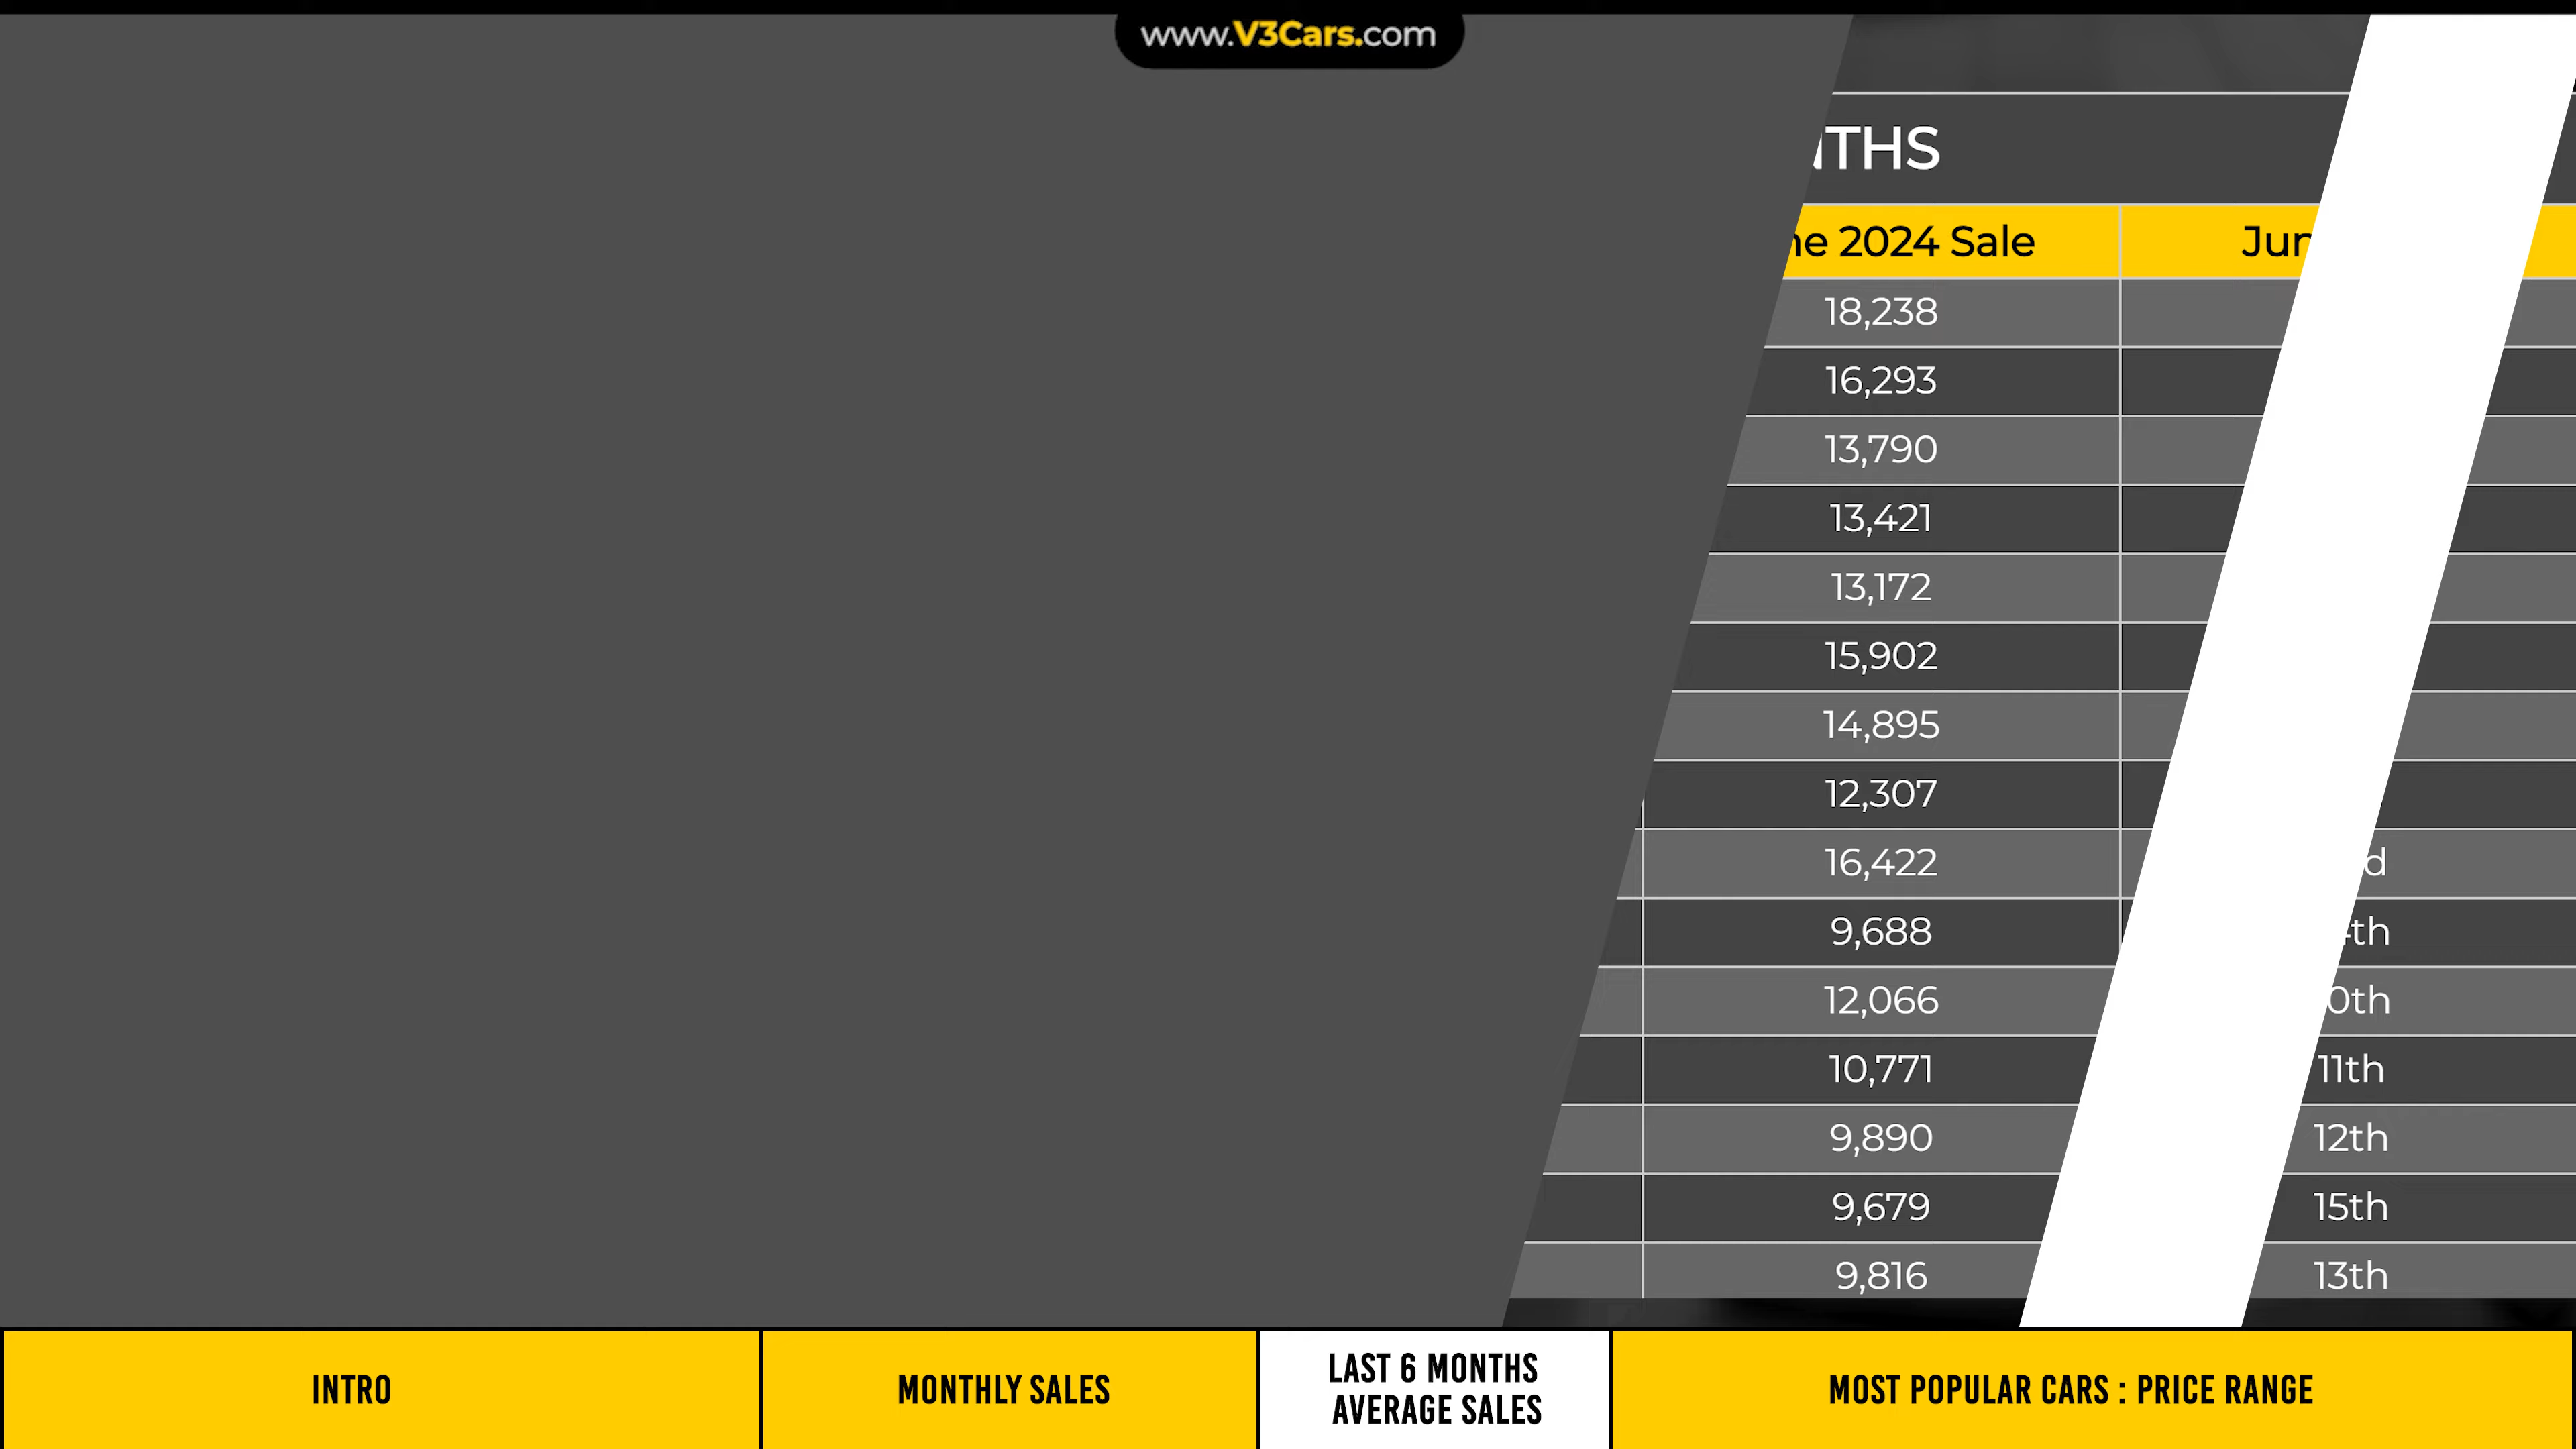 www.V3Cars.com
2024 Sale
18,238
16,293
13,790
13,421
13,172
15,902
14,895
12,307
16,422
9,688
12,066
10,771
11th
9,890
12th
9,679
15th
9,816
13th
INTRO
MONTHLY SALES
LAST 6 MONTHS
AVERAGE SALES
MOST POPULAR CARS : PRICE RANGE